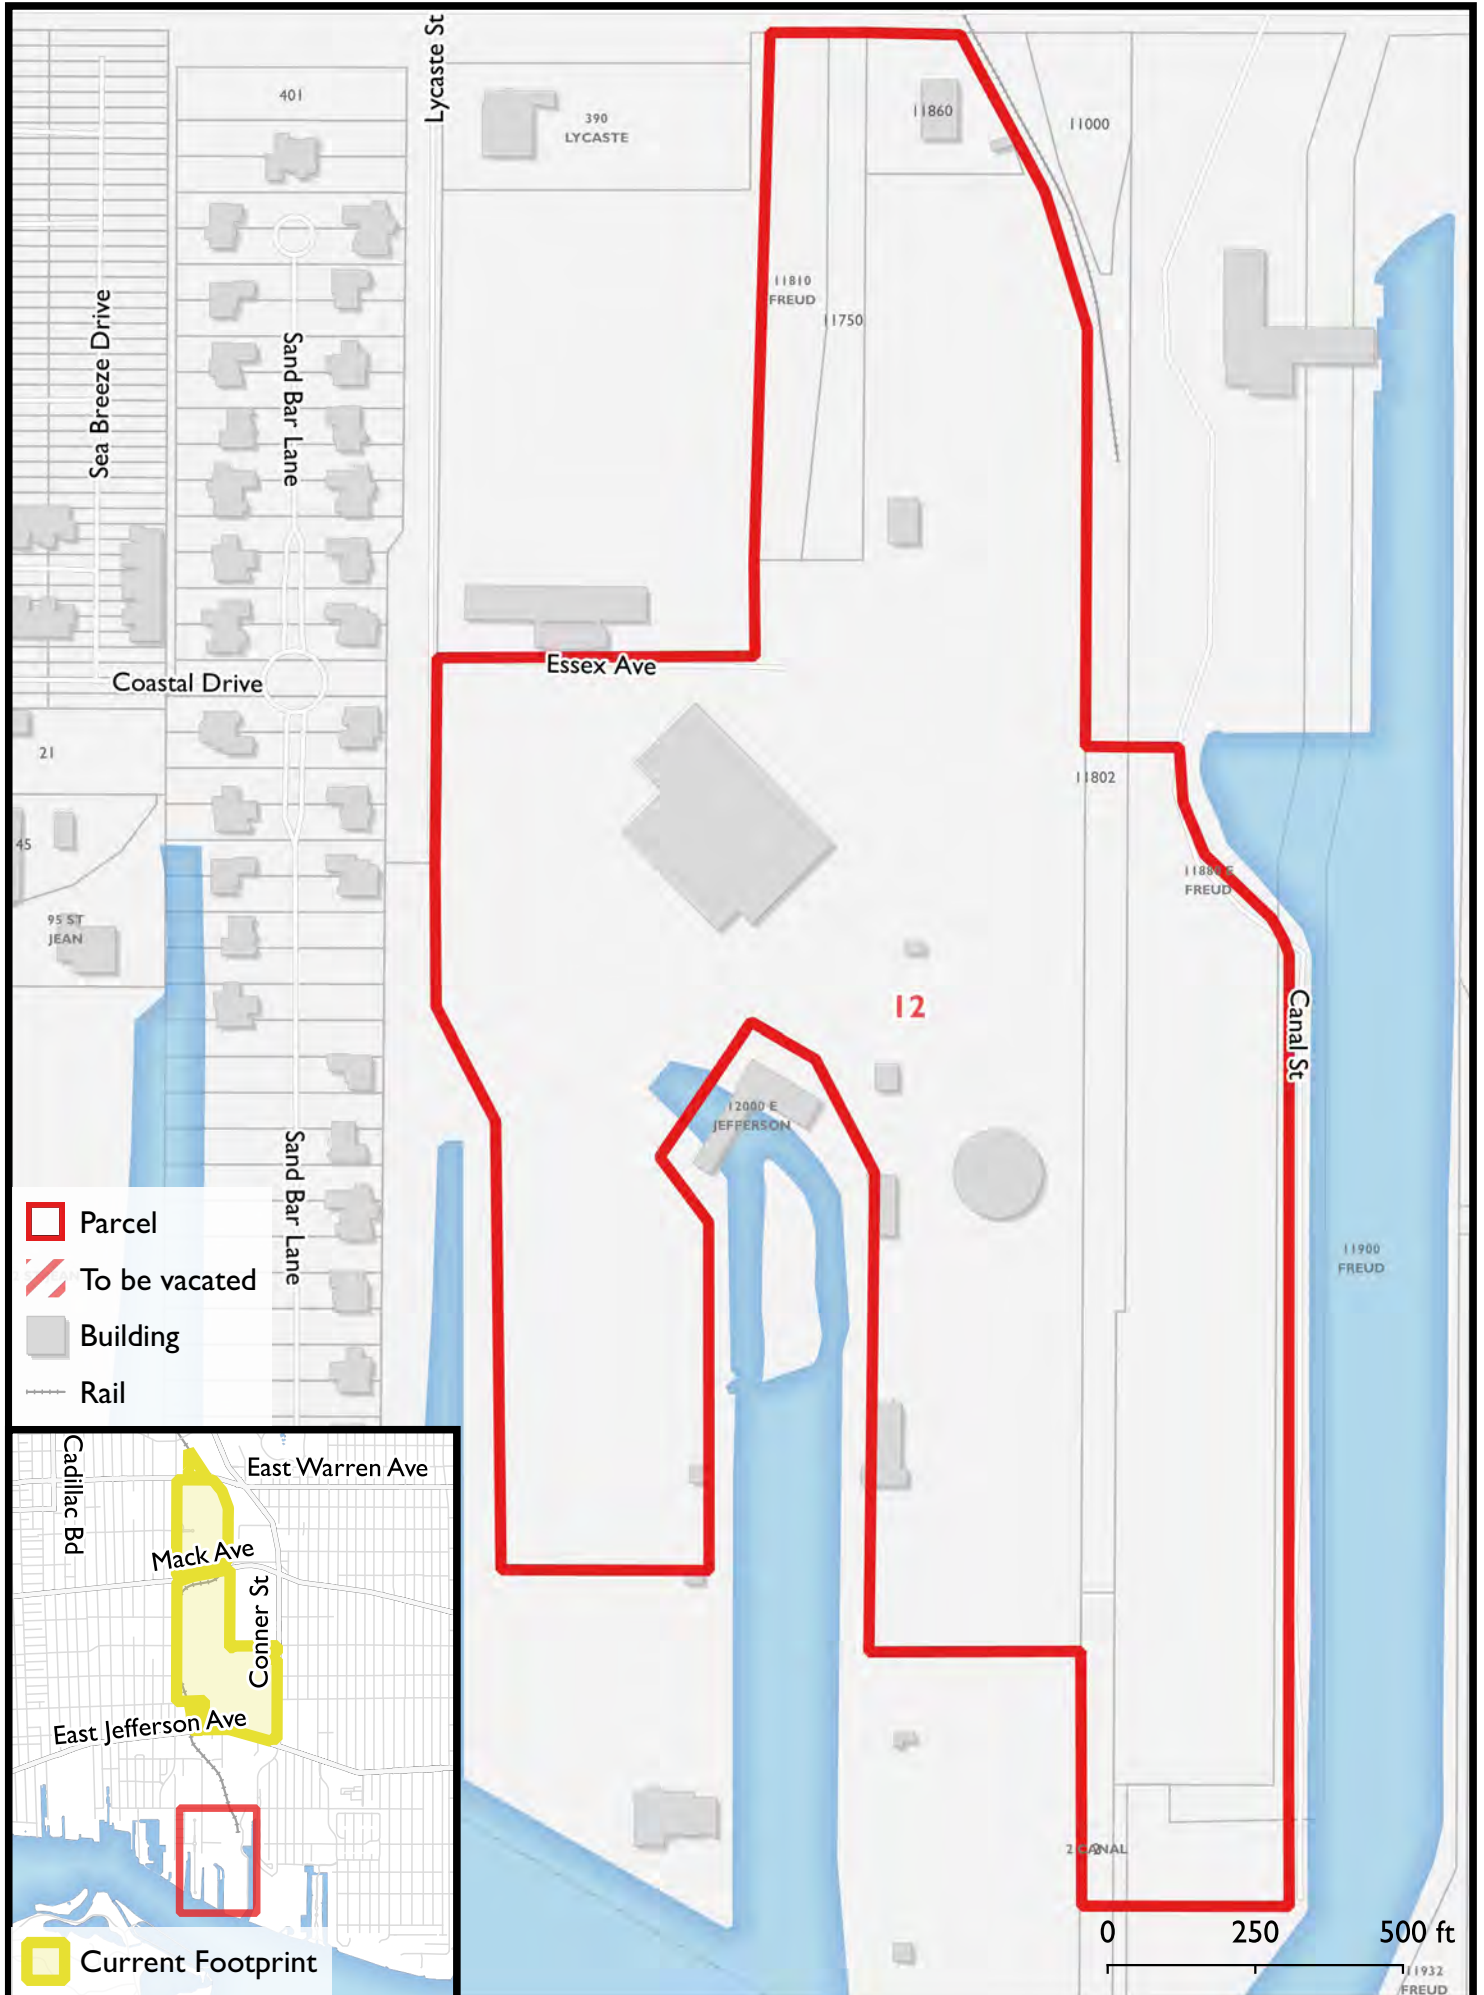 Lycaste St
401
390
LYCASTE
11860
11000
11810
FREUD
11750
Sea Breeze Drive
Sand Bar Lane
Essex Ave
Coastal Drive
21
11802
45
FREUD
95 ST
JEAN
12
Canal St
12000 E
JEFFERSON
Sand Bar Lane
11900
FREUD
Parcel
To be vacated
Building
Rail
Cadillac Bd
East Warren Ave
Mack Ave
Conner St
East Jefferson Ave
Current Footprint
2 CANAL
0 250 500 ft
11932
FREUD